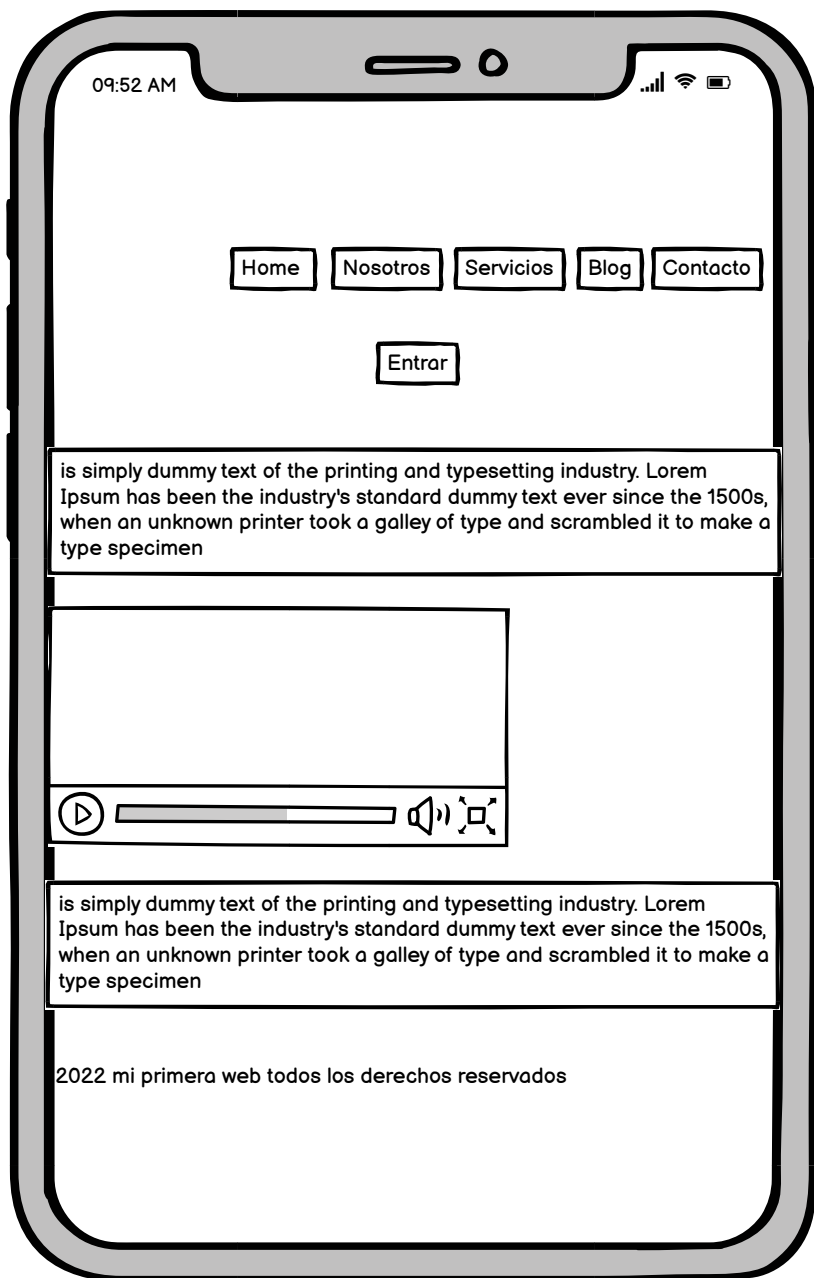 09:52 AM
Home Nosotros Servicios Blog Contacto
Entrar
is simply dummy text of the printing and typesetting industry. Lorem
Ipsum has been the industry's standard dummy text ever since the 1500s,
when an unknown printer took a galley of type and scrambled it to make a
type specimen
is simply dummy text of the printing and typesetting industry. Lorem
Ipsum has been the industry's standard dummy text ever since the 1500s,
when an unknown printer took a galley of type and scrambled it to make a
type specimen
2022 mi primera web todos los derechos reservados